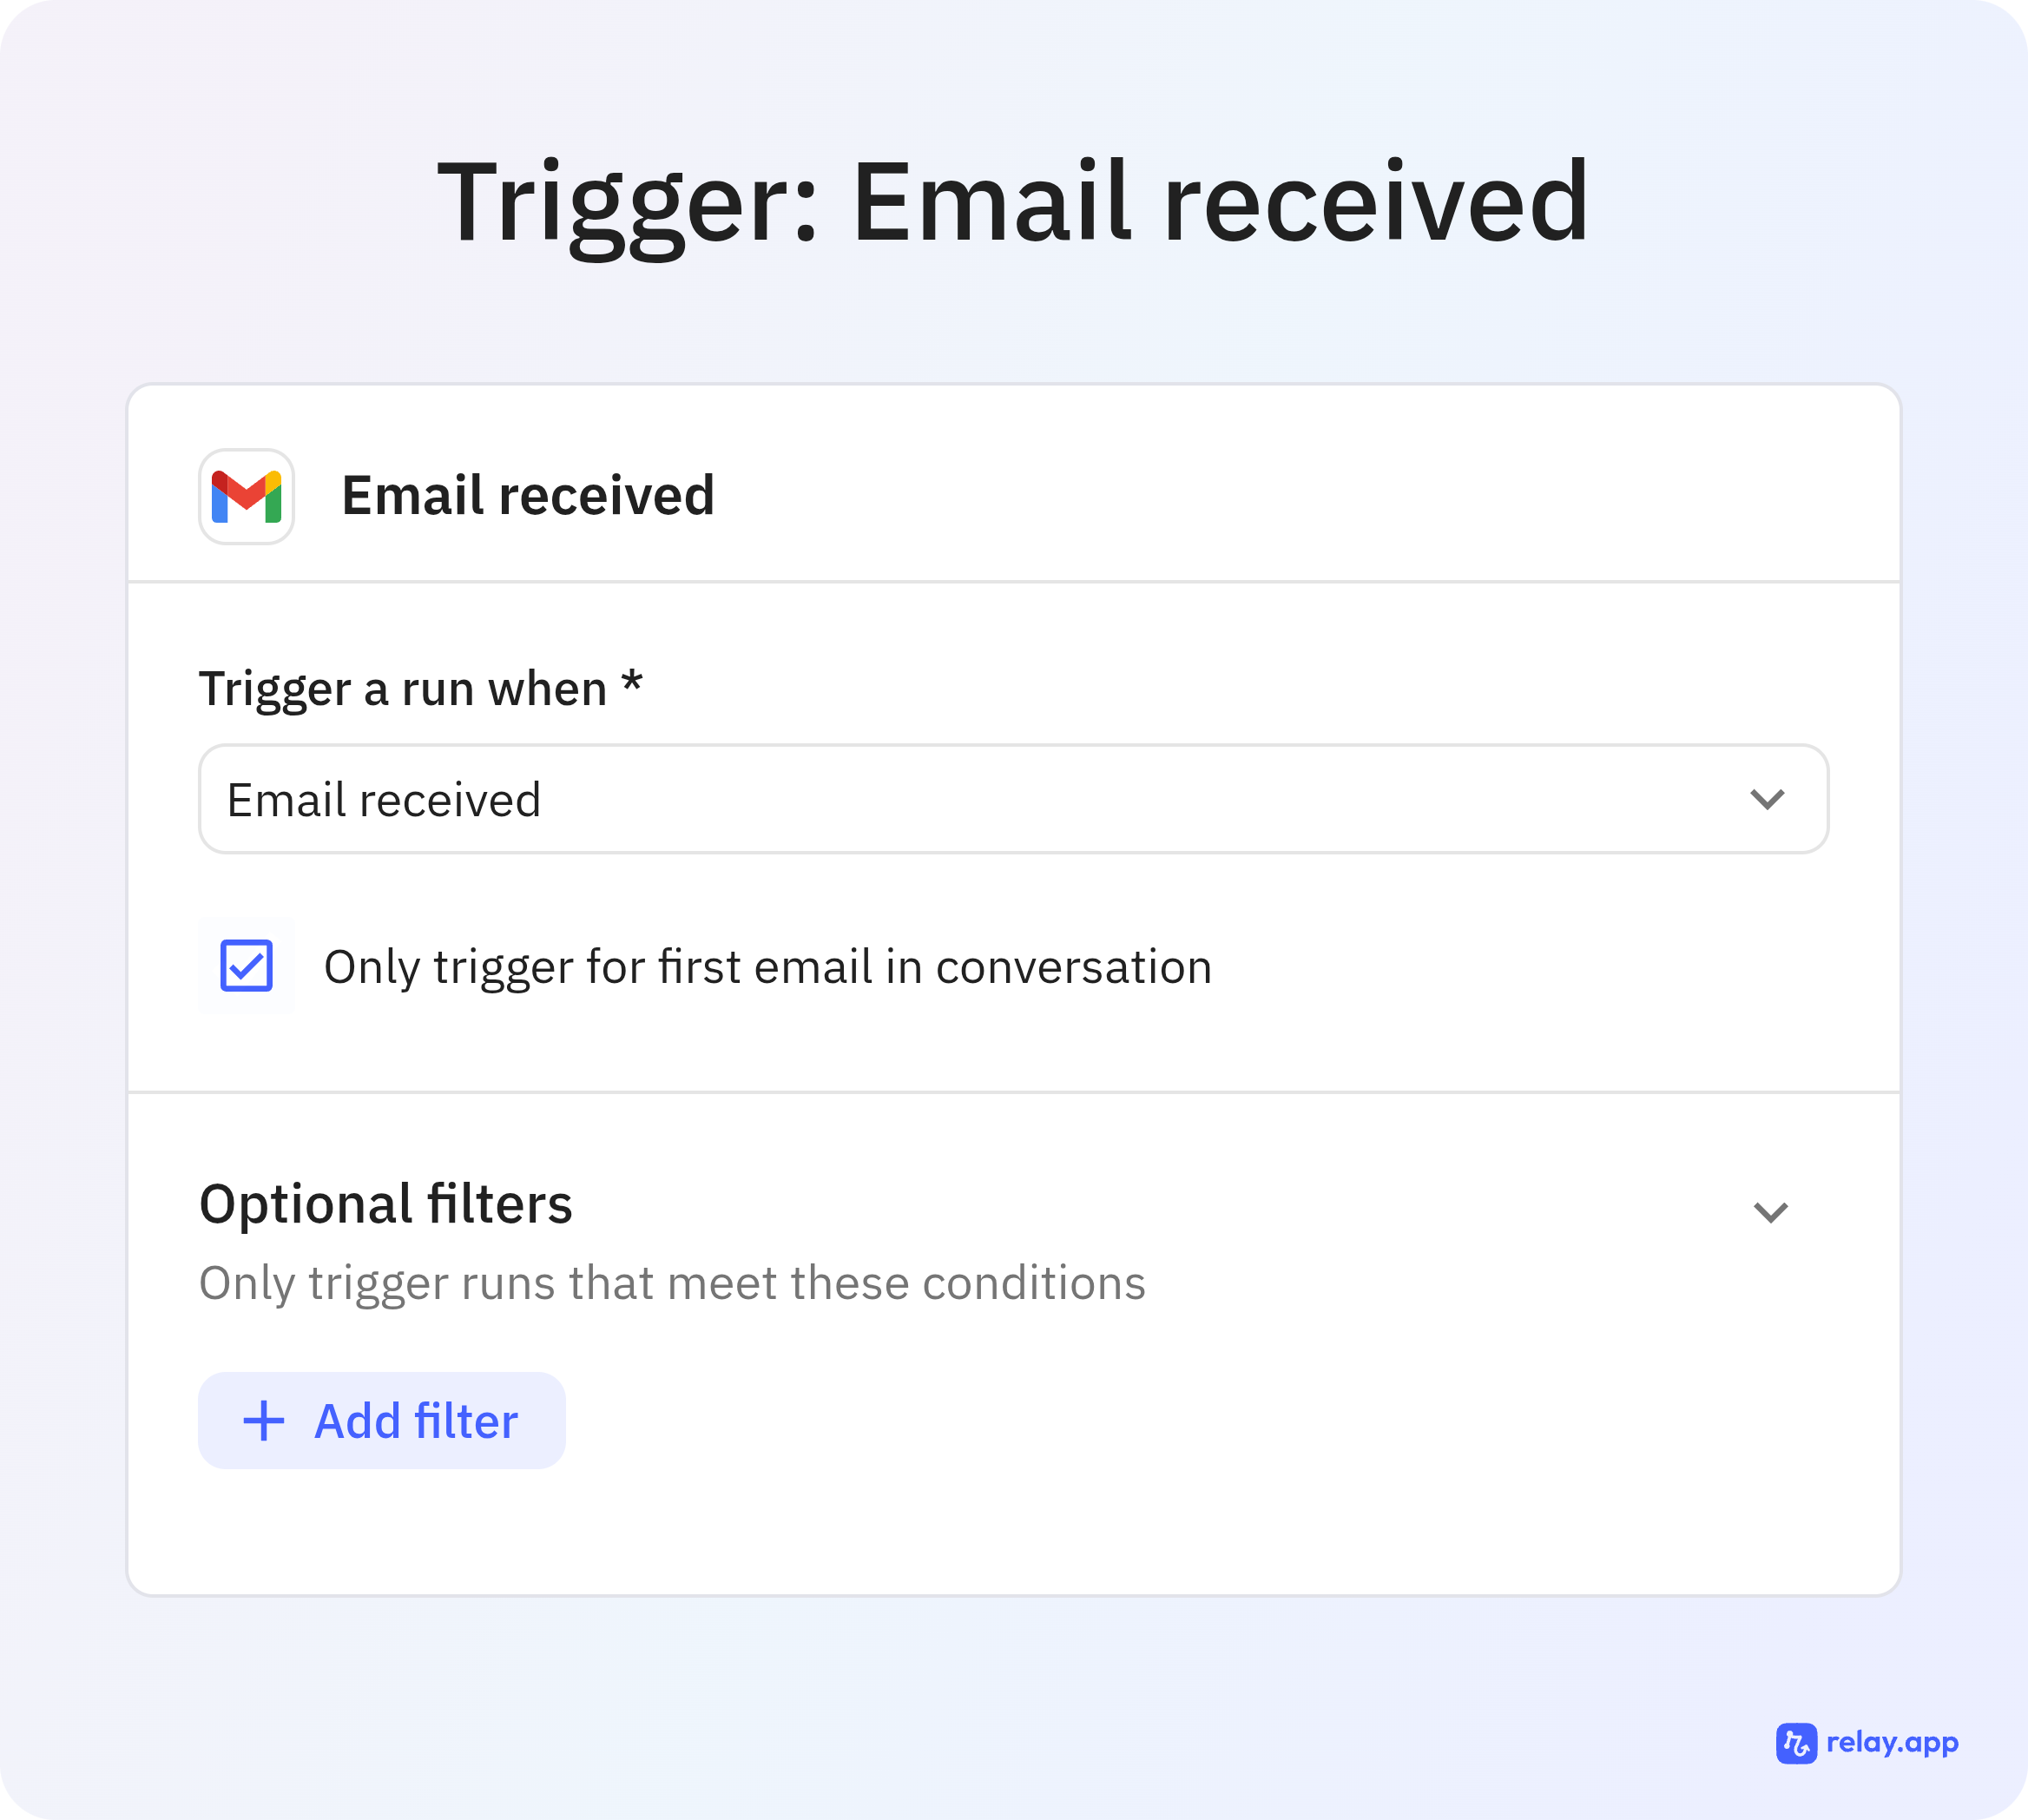 Trigger: Email received
Email received
Trigger a run when *
Email received
Only trigger for first email in conversation
Optional filters
Only trigger runs that meet these conditions
+ Add filter
relay.app